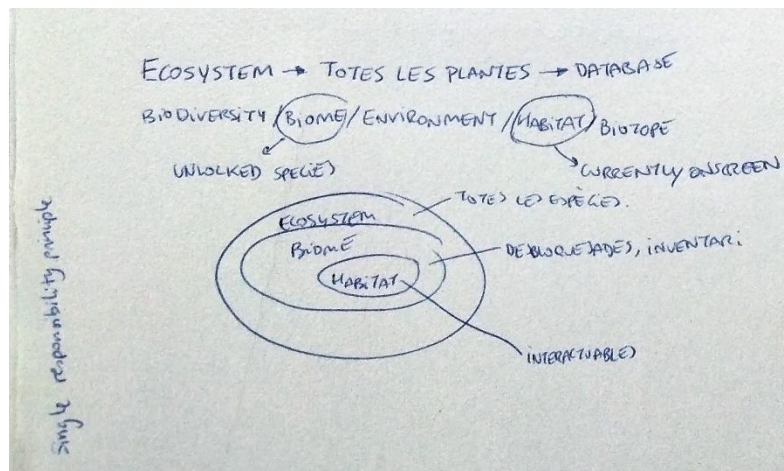 ECOSYSTEM → TOTES LES PLANTES → DATABASE
BIODIVERSITY / BIOME / ENVIRONMENT / HABITAT / BIOTOPE
UNLOCKED SPECIES
CURRENTLY ONSCREEN
TOTES LES ESPÈCIES.
ECOSYSTEM
BIOME
DESBLOQUEJADES, INVENTARI
HABITAT
INTERACTUABLES
Single responsibility principle